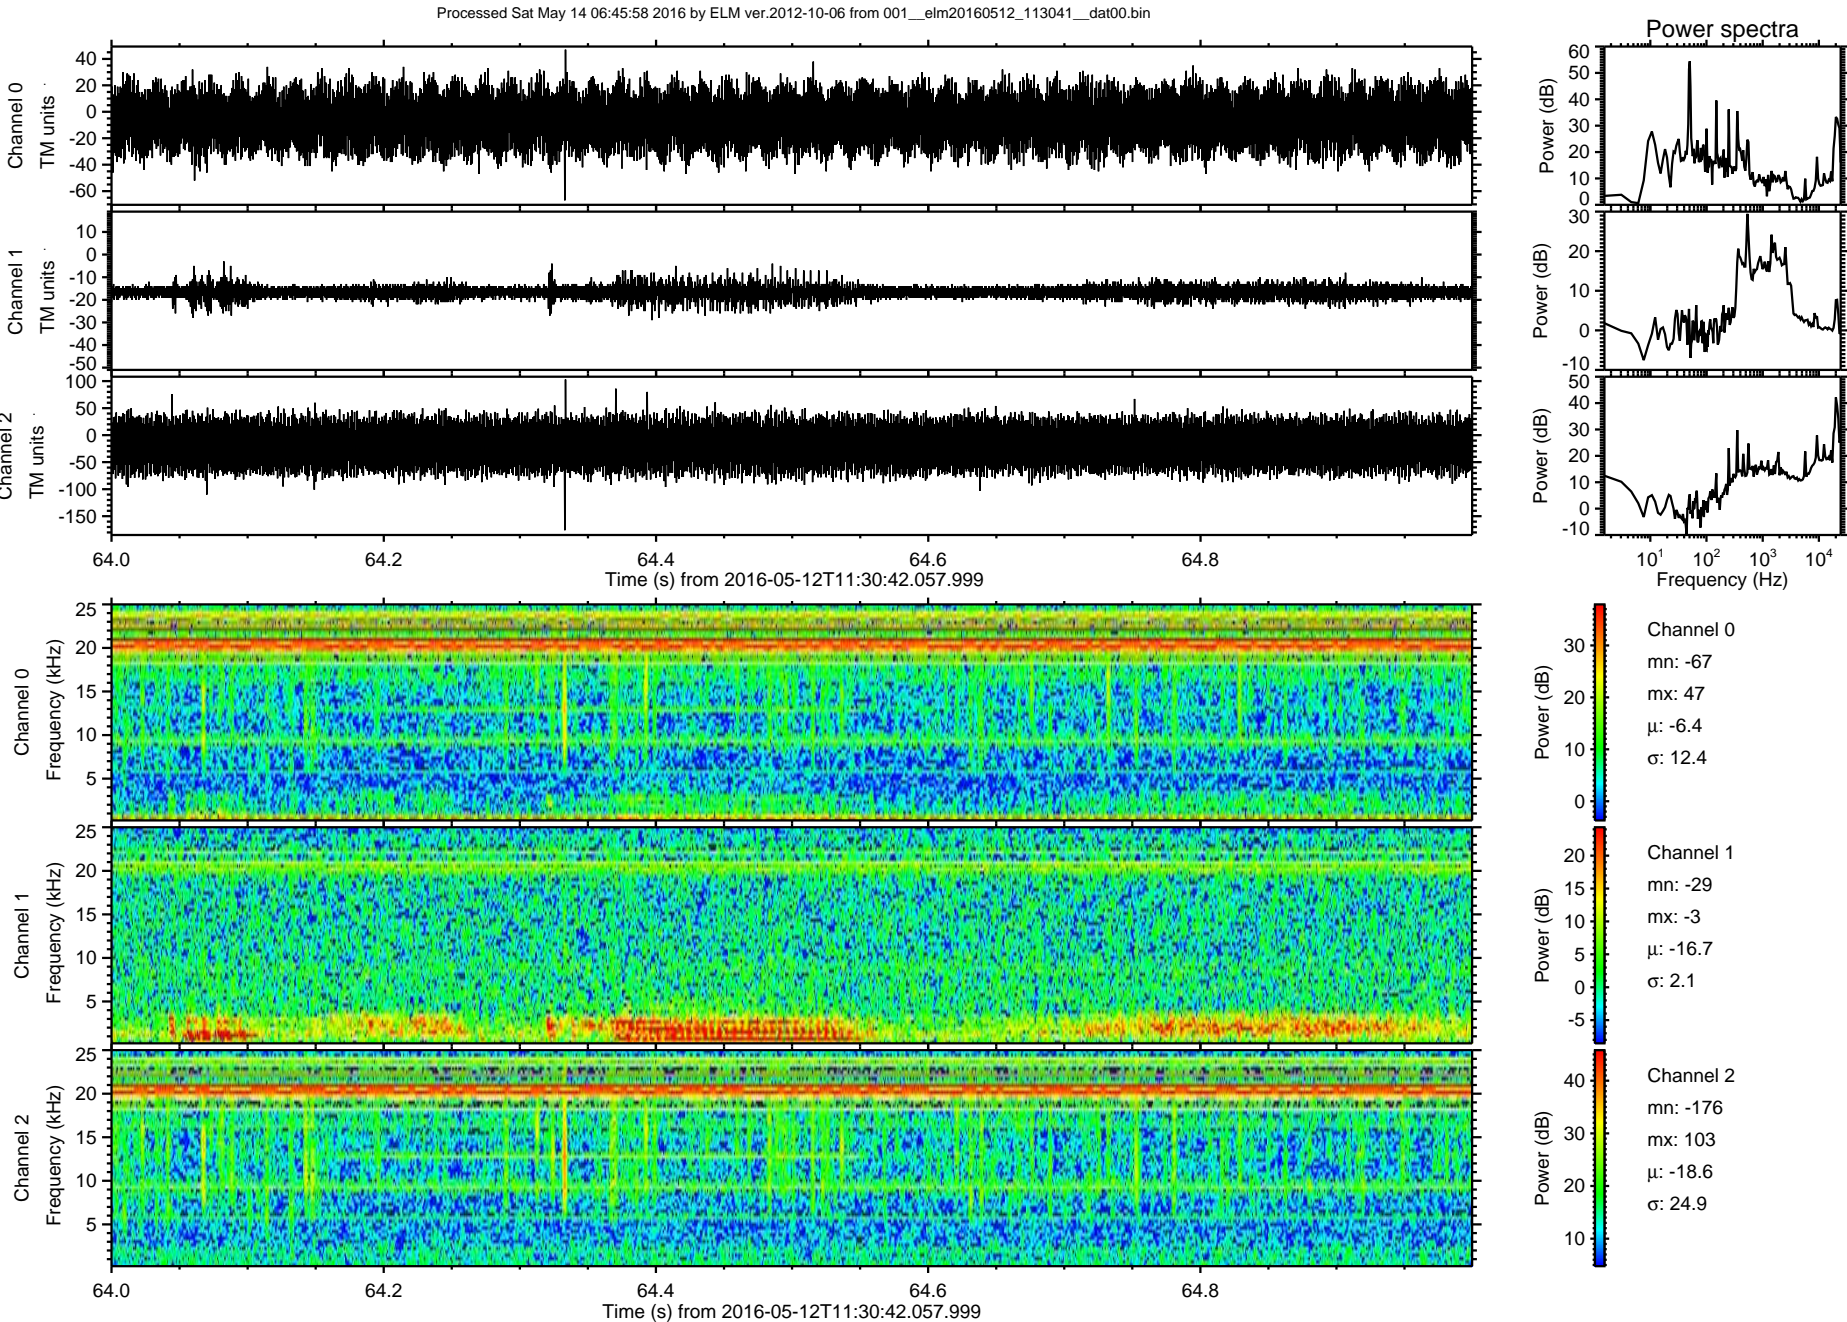 Processed Sat May 14 06:45:58 2016 by ELM ver.2012-10-06 from 001__elm20160512_113041__dat00.bin
Power spectra
Channel 0
TM units
40
20
0
-20
-40
-60
Power (dB)
60
50
40
30
20
10
0
Channel 1
TM units
10
0
-10
-20
-30
-40
-50
Power (dB)
30
20
10
0
-10
Channel 2
TM units
100
50
0
-50
-100
-150
Power (dB)
50
40
30
20
10
0
-10
64.0 64.2 64.4 64.6 64.8
Time (s) from 2016-05-12T11:30:42.057.999
10¹ 10² 10³ 10⁴
Frequency (Hz)
Channel 0
Frequency (kHz)
25
20
15
10
5
Power (dB)
30
20
10
0
Channel 0
mn: -67
mx: 47
μ: -6.4
σ: 12.4
Channel 1
Frequency (kHz)
25
20
15
10
5
Power (dB)
20
15
10
5
0
-5
Channel 1
mn: -29
mx: -3
μ: -16.7
σ: 2.1
Channel 2
Frequency (kHz)
25
20
15
10
5
Power (dB)
40
30
20
10
Channel 2
mn: -176
mx: 103
μ: -18.6
σ: 24.9
64.0 64.2 64.4 64.6 64.8
Time (s) from 2016-05-12T11:30:42.057.999